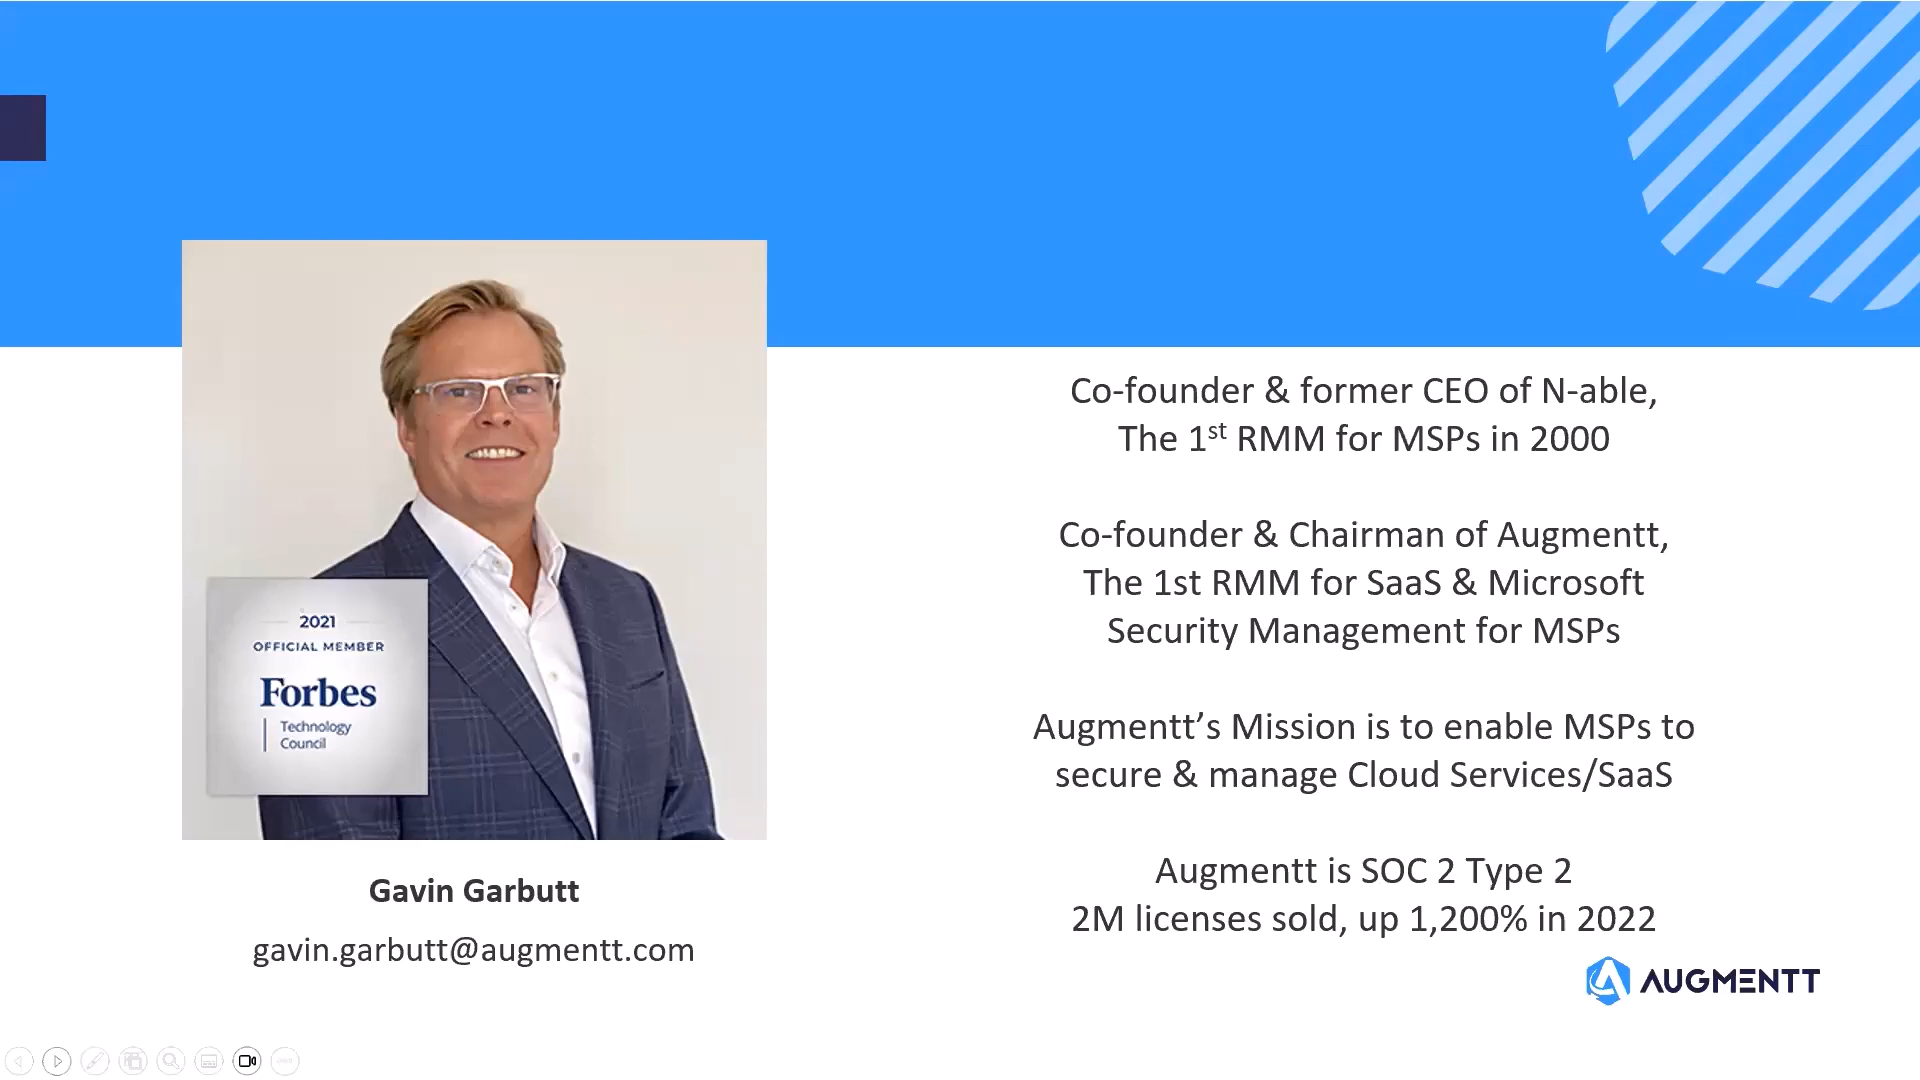 Co-founder & former CEO of N-able,
The 1st RMM for MSPs in 2000
Co-founder & Chairman of Augmentt,
The 1st RMM for SaaS & Microsoft
Security Management for MSPs
Augmentt’s Mission is to enable MSPs to
secure & manage Cloud Services/SaaS
Augmentt is SOC 2 Type 2
2M licenses sold, up 1,200% in 2022
2021
OFFICIAL MEMBER
Forbes
Technology
Council
Gavin Garbutt
gavin.garbutt@augmentt.com
AUGMENTT